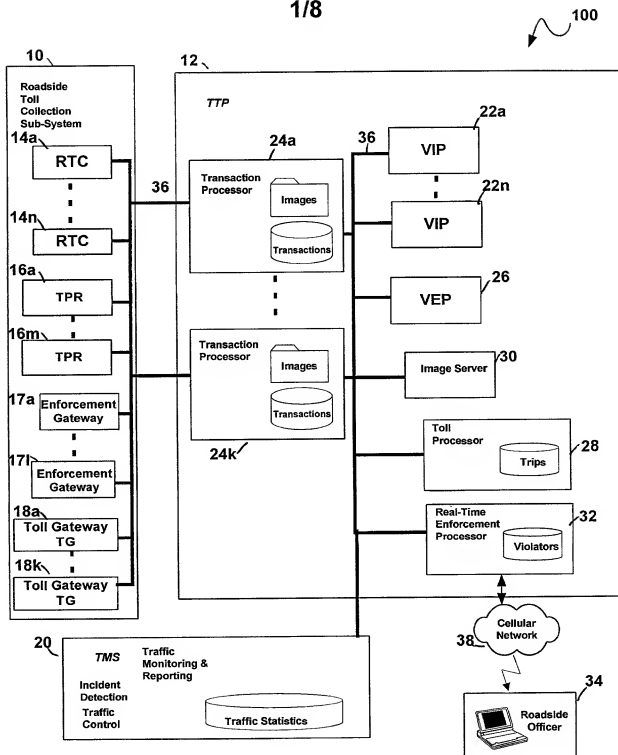 1/8
100
10
12
Roadside
Toll
Collection
Sub-System
TTP
14a
RTC
14n
RTC
16a
TPR
16m
TPR
17a
Enforcement
Gateway
17l
Enforcement
Gateway
18a
Toll Gateway
TG
18k
Toll Gateway
TG
36
24a
Transaction
Processor
Images
Transactions
Transaction
Processor
Images
Transactions
24k
36
22a
VIP
22n
VIP
26
VEP
30
Image Server
Toll
Processor
Trips
28
Real-Time
Enforcement
Processor
Violators
32
Cellular
Network
38
34
Roadside
Officer
20
TMS
Traffic
Monitoring &
Reporting
Incident
Detection
Traffic
Control
Traffic Statistics